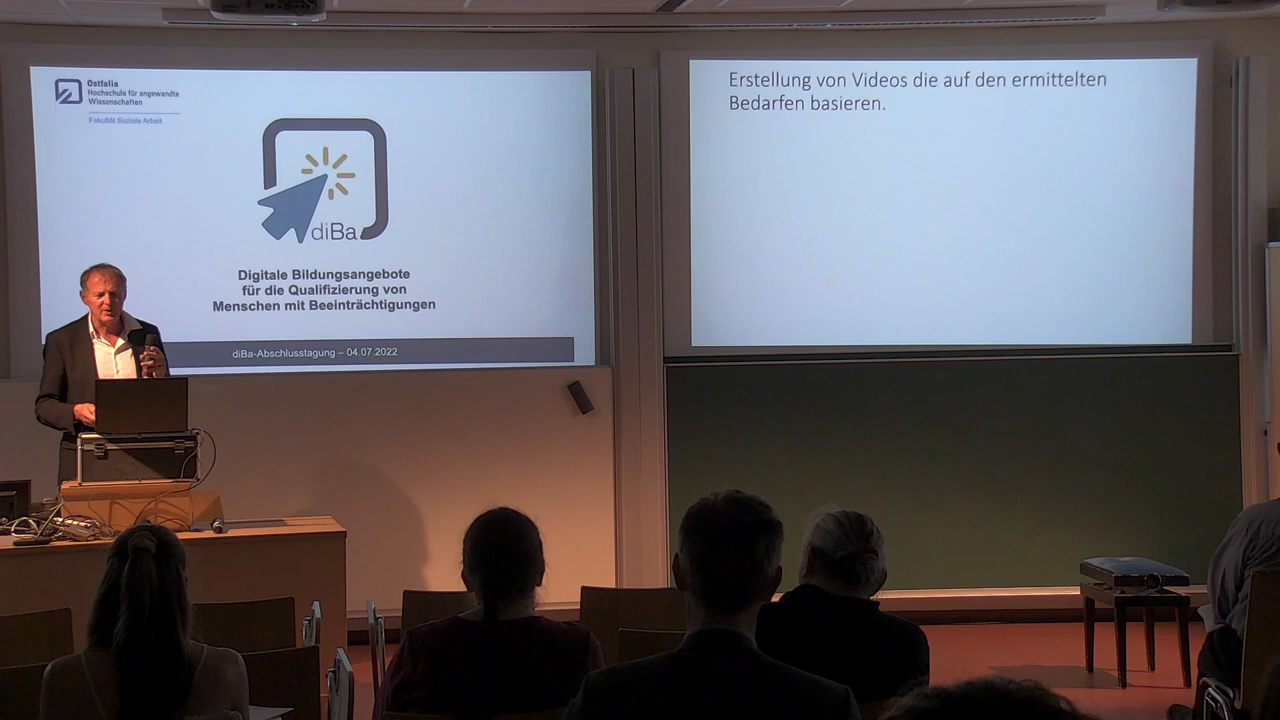 Ostfalia
Hochschule für angewandte
Wissenschaften
Fakultät Soziale Arbeit
diBa
Digitale Bildungsangebote
für die Qualifizierung von
Menschen mit Beeinträchtigungen
diBa-Abschlusstagung – 04.07.2022
Erstellung von Videos die auf den ermittelten
Bedarfen basieren.